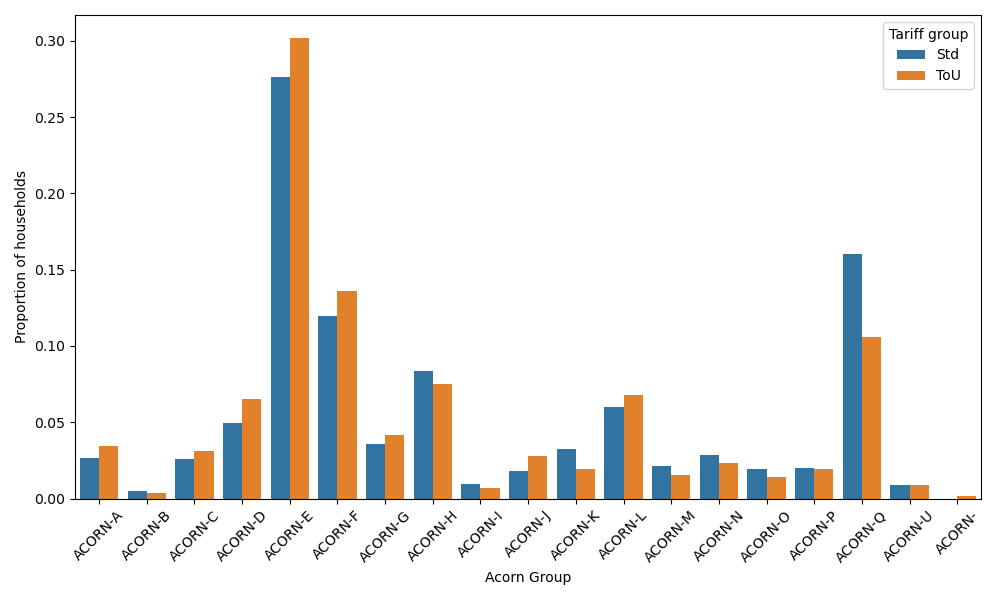 Tariff group
Std
ToU
0.30
0.25
0.20
0.15
0.10
0.05
0.00
Proportion of households
ACORN-A
ACORN-B
ACORN-C
ACORN-D
ACORN-E
ACORN-F
ACORN-G
ACORN-H
ACORN-I
ACORN-J
ACORN-K
ACORN-L
ACORN-M
ACORN-N
ACORN-O
ACORN-P
ACORN-Q
ACORN-U
ACORN-
Acorn Group